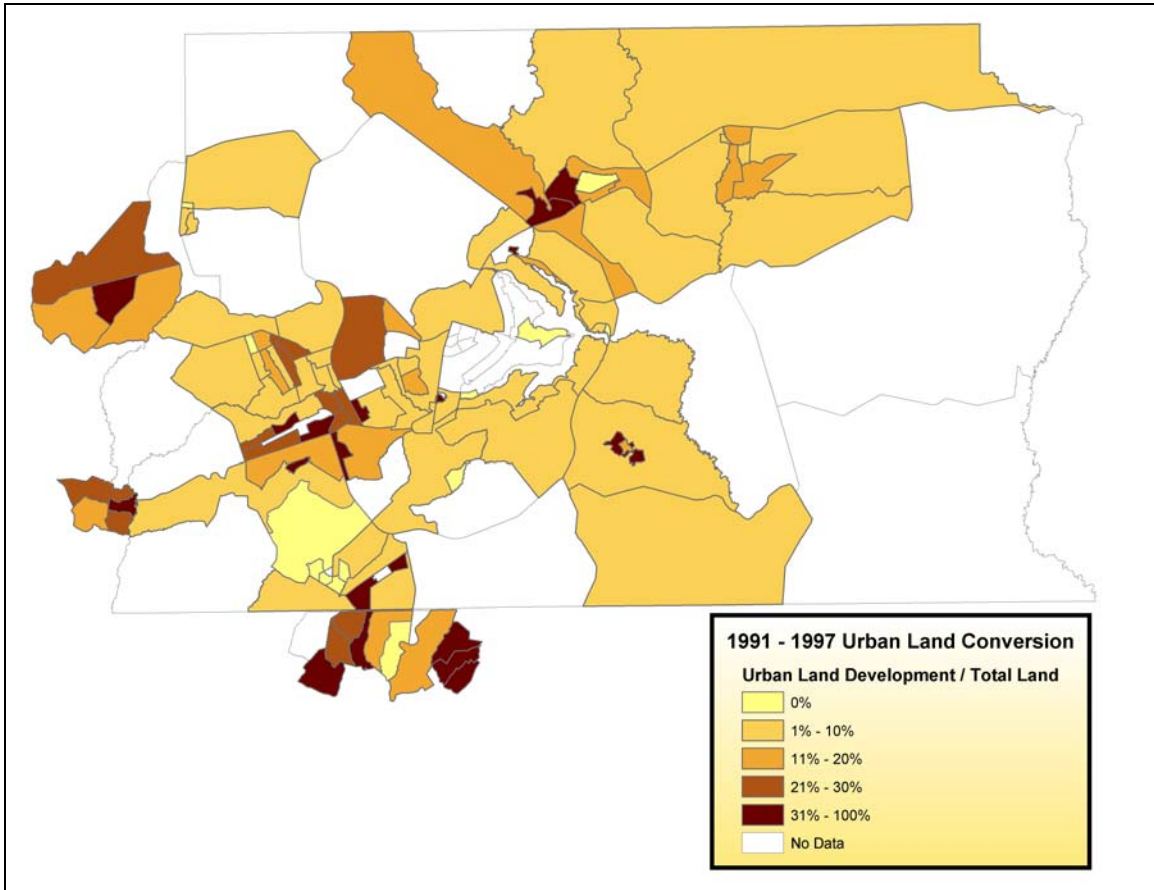 1991 - 1997 Urban Land Conversion
Urban Land Development / Total Land
0%
1% - 10%
11% - 20%
21% - 30%
31% - 100%
No Data